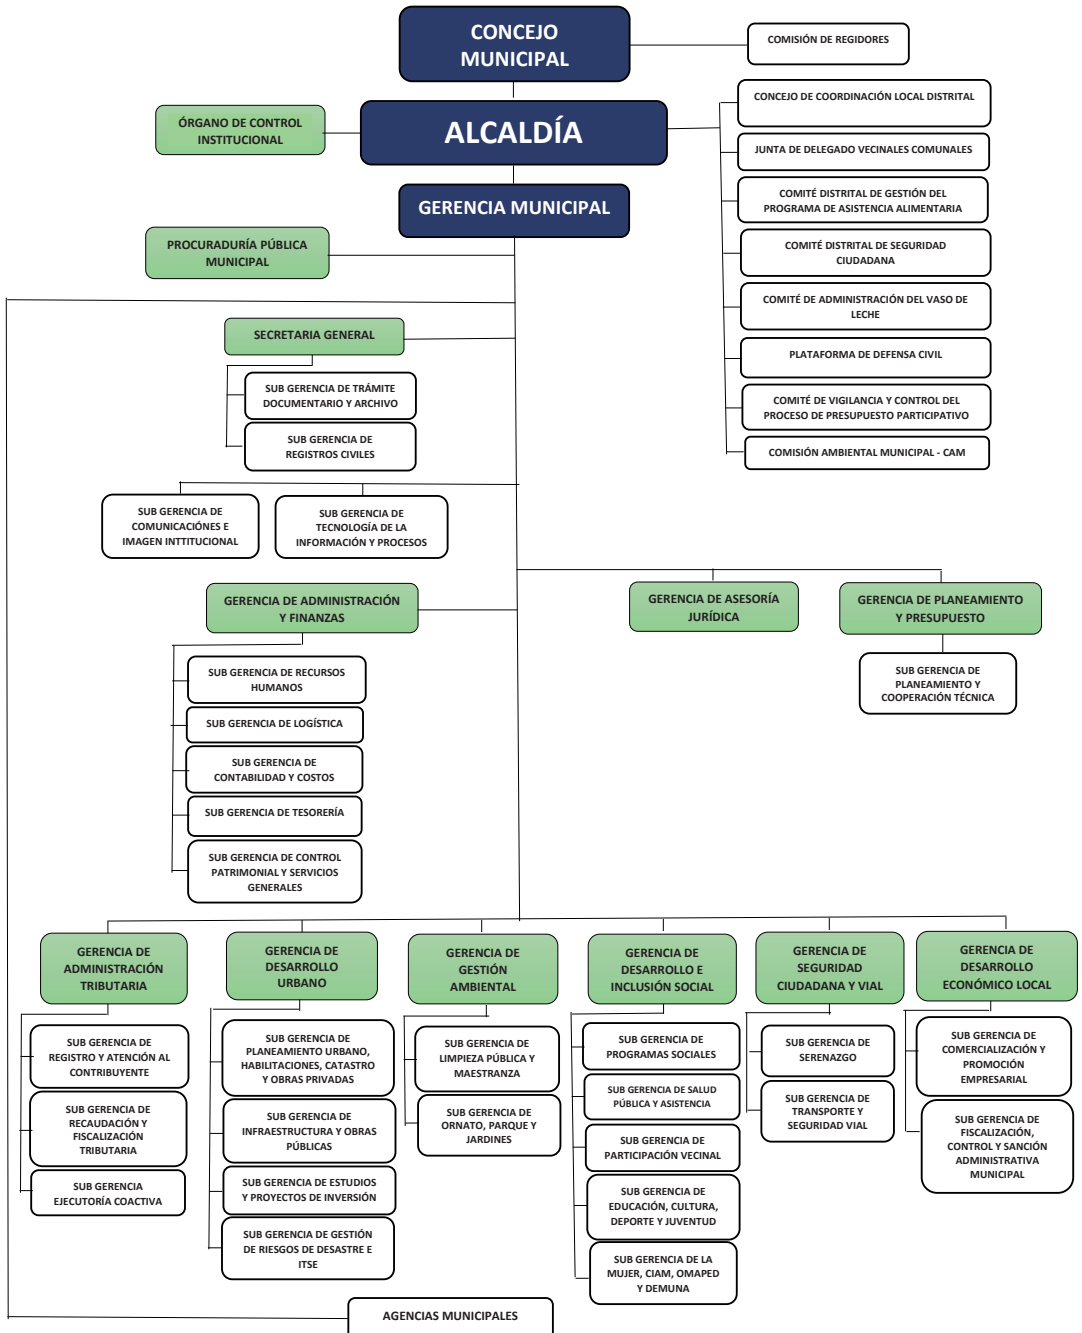 CONCEJO
MUNICIPAL
COMISIÓN DE REGIDORES
CONCEJO DE COORDINACIÓN LOCAL DISTRITAL
ÓRGANO DE CONTROL
INSTITUCIONAL
ALCALDÍA
JUNTA DE DELEGADO VECINALES COMUNALES
GERENCIA MUNICIPAL
COMITÉ DISTRITAL DE GESTIÓN DEL
PROGRAMA DE ASISTENCIA ALIMENTARIA
PROCURADURÍA PÚBLICA
MUNICIPAL
COMITÉ DISTRITAL DE SEGURIDAD
CIUDADANA
COMITÉ DE ADMINISTRACIÓN DEL VASO DE
LECHE
SECRETARIA GENERAL
PLATAFORMA DE DEFENSA CIVIL
SUB GERENCIA DE TRÁMITE
DOCUMENTARIO Y ARCHIVO
COMITÉ DE VIGILANCIA Y CONTROL DEL
PROCESO DE PRESUPUESTO PARTICIPATIVO
SUB GERENCIA DE
REGISTROS CIVILES
COMISIÓN AMBIENTAL MUNICIPAL - CAM
SUB GERENCIA DE
COMUNICACIÓNES E
IMAGEN INTTITUCIONAL
SUB GERENCIA DE
TECNOLOGÍA DE LA
INFORMACIÓN Y PROCESOS
GERENCIA DE ADMINISTRACIÓN
Y FINANZAS
GERENCIA DE ASESORÍA
JURÍDICA
GERENCIA DE PLANEAMIENTO
Y PRESUPUESTO
SUB GERENCIA DE RECURSOS
HUMANOS
SUB GERENCIA DE
PLANEAMIENTO Y
COOPERACIÓN TÉCNICA
SUB GERENCIA DE LOGÍSTICA
SUB GERENCIA DE
CONTABILIDAD Y COSTOS
SUB GERENCIA DE TESORERÍA
SUB GERENCIA DE CONTROL
PATRIMONIAL Y SERVICIOS
GENERALES
GERENCIA DE
ADMINISTRACIÓN
TRIBUTARIA
GERENCIA DE
DESARROLLO
URBANO
GERENCIA DE
GESTIÓN
AMBIENTAL
GERENCIA DE
DESARROLLO E
INCLUSIÓN SOCIAL
GERENCIA DE
SEGURIDAD
CIUDADANA Y VIAL
GERENCIA DE
DESARROLLO
ECONÓMICO LOCAL
SUB GERENCIA DE
REGISTRO Y ATENCIÓN AL
CONTRIBUYENTE
SUB GERENCIA DE
RECAUDACIÓN Y
FISCALIZACIÓN
TRIBUTARIA
SUB GERENCIA
EJECUTORÍA COACTIVA
SUB GERENCIA DE
PLANEAMIENTO URBANO,
HABILITACIONES, CATASTRO
Y OBRAS PRIVADAS
SUB GERENCIA DE
INFRAESTRUCTURA Y OBRAS
PÚBLICAS
SUB GERENCIA DE ESTUDIOS
Y PROYECTOS DE INVERSIÓN
SUB GERENCIA DE GESTIÓN
DE RIESGOS DE DESASTRE E
ITSE
SUB GERENCIA DE
LIMPIEZA PÚBLICA Y
MAESTRANZA
SUB GERENCIA DE
ORNATO, PARQUE Y
JARDINES
SUB GERENCIA DE
PROGRAMAS SOCIALES
SUB GERENCIA DE SALUD
PÚBLICA Y ASISTENCIA
SUB GERENCIA DE
PARTICIPACIÓN VECINAL
SUB GERENCIA DE
EDUCACIÓN, CULTURA,
DEPORTE Y JUVENTUD
SUB GERENCIA DE LA
MUJER, CIAM, OMAPED
Y DEMUNA
SUB GERENCIA DE
SERENAZGO
SUB GERENCIA DE
TRANSPORTE Y
SEGURIDAD VIAL
SUB GERENCIA DE
COMERCIALIZACIÓN Y
PROMOCIÓN
EMPRESARIAL
SUB GERENCIA DE
FISCALIZACIÓN,
CONTROL Y SANCIÓN
ADMINISTRATIVA
MUNICIPAL
AGENCIAS MUNICIPALES